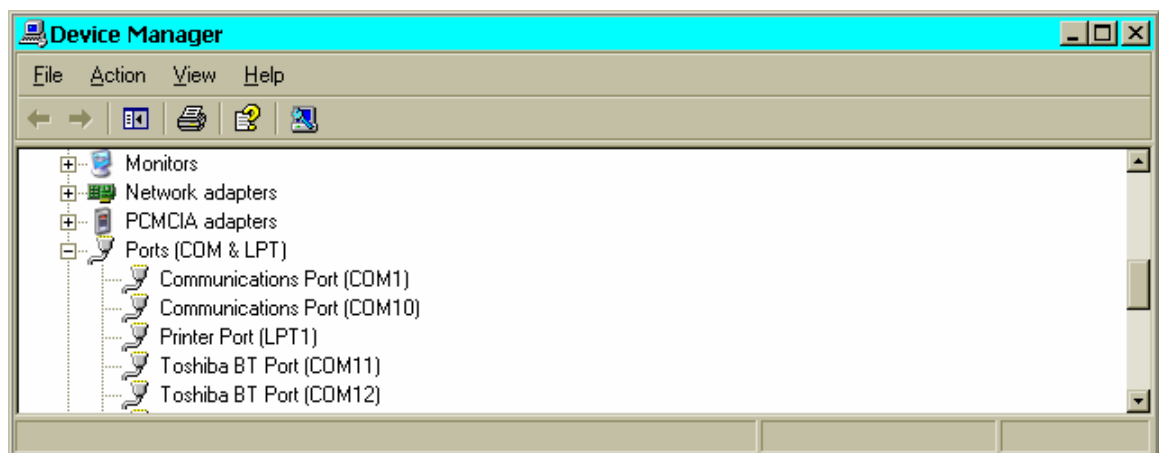 Device Manager
File Action View Help
Monitors
Network adapters
PCMCIA adapters
Ports (COM & LPT)
Communications Port (COM1)
Communications Port (COM10)
Printer Port (LPT1)
Toshiba BT Port (COM11)
Toshiba BT Port (COM12)